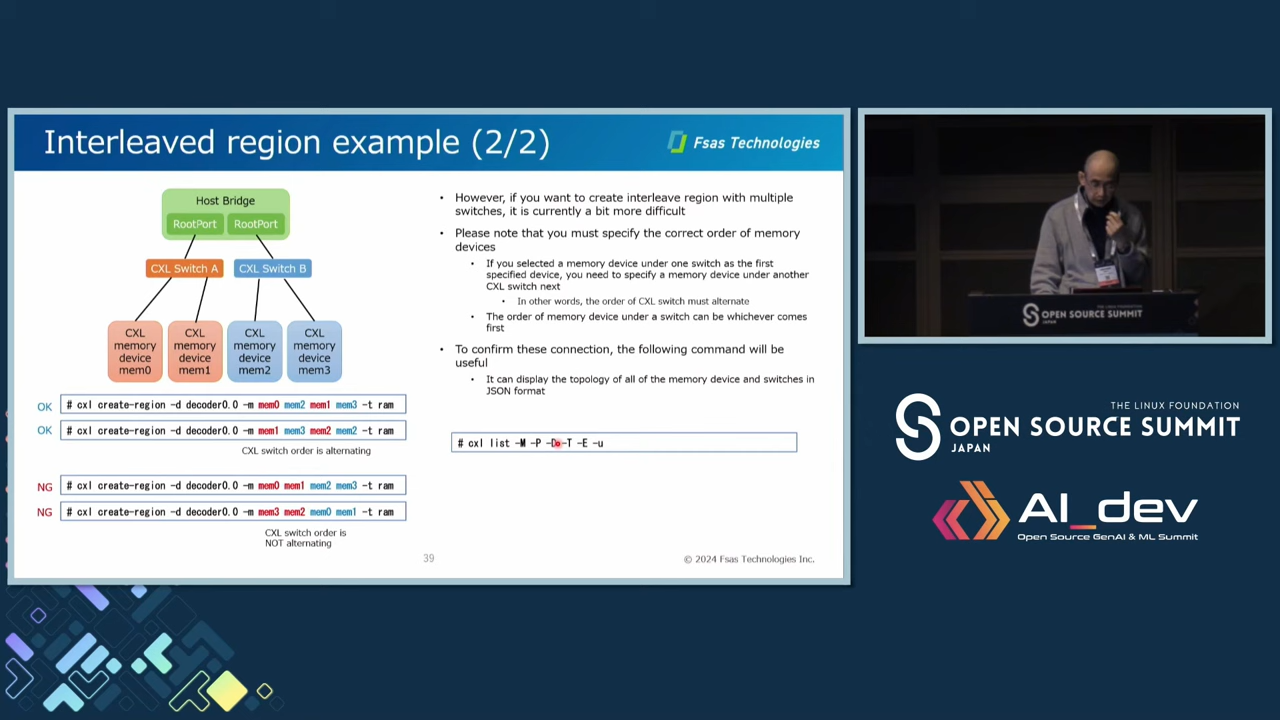 Interleaved region example (2/2)
Fsas Technologies
Host Bridge
RootPort RootPort
CXL Switch A CXL Switch B
CXL memory device mem0
CXL memory device mem1
CXL memory device mem2
CXL memory device mem3
OK # cxl create-region -d decoder0.0 -m mem0 mem2 mem1 mem3 -t ram
OK # cxl create-region -d decoder0.0 -m mem1 mem3 mem2 mem2 -t ram
CXL switch order is alternating
NG # cxl create-region -d decoder0.0 -m mem0 mem1 mem2 mem3 -t ram
NG # cxl create-region -d decoder0.0 -m mem3 mem2 mem0 mem1 -t ram
CXL switch order is
NOT alternating
• However, if you want to create interleave region with multiple
switches, it is currently a bit more difficult
• Please note that you must specify the correct order of memory
devices
• If you selected a memory device under one switch as the first
specified device, you need to specify a memory device under another
CXL switch next
• In other words, the order of CXL switch must alternate
• The order of memory device under a switch can be whichever comes
first
• To confirm these connection, the following command will be
useful
• It can display the topology of all of the memory device and switches in
JSON format
# cxl list -M -P -D -T -E -u
39
© 2024 Fsas Technologies Inc.
THE LINUX FOUNDATION
OPEN SOURCE SUMMIT
JAPAN
THE LINUX FOUNDATION
OPEN SOURCE SUMMIT
JAPAN
AI_dev
Open Source GenAI & ML Summit